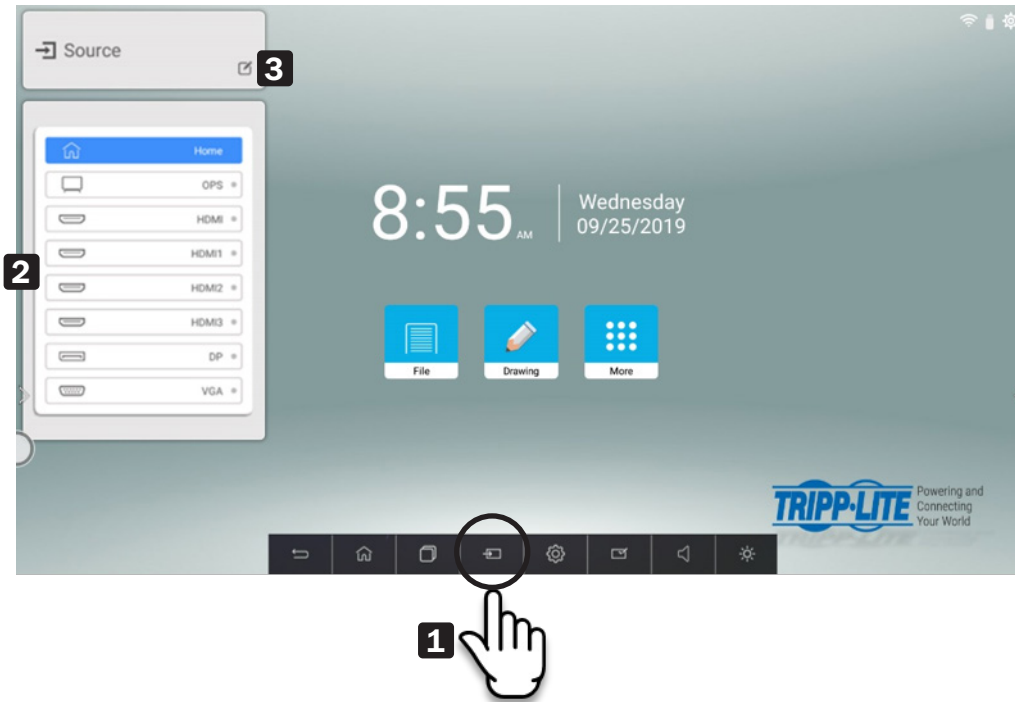 Source
3
Home
OPS
HDMI
2
HDMI1
HDMI2
HDMI3
DP
VGA
8:55 AM
Wednesday
09/25/2019
File
Drawing
More
TRIPP·LITE
Powering and
Connecting
Your World
1